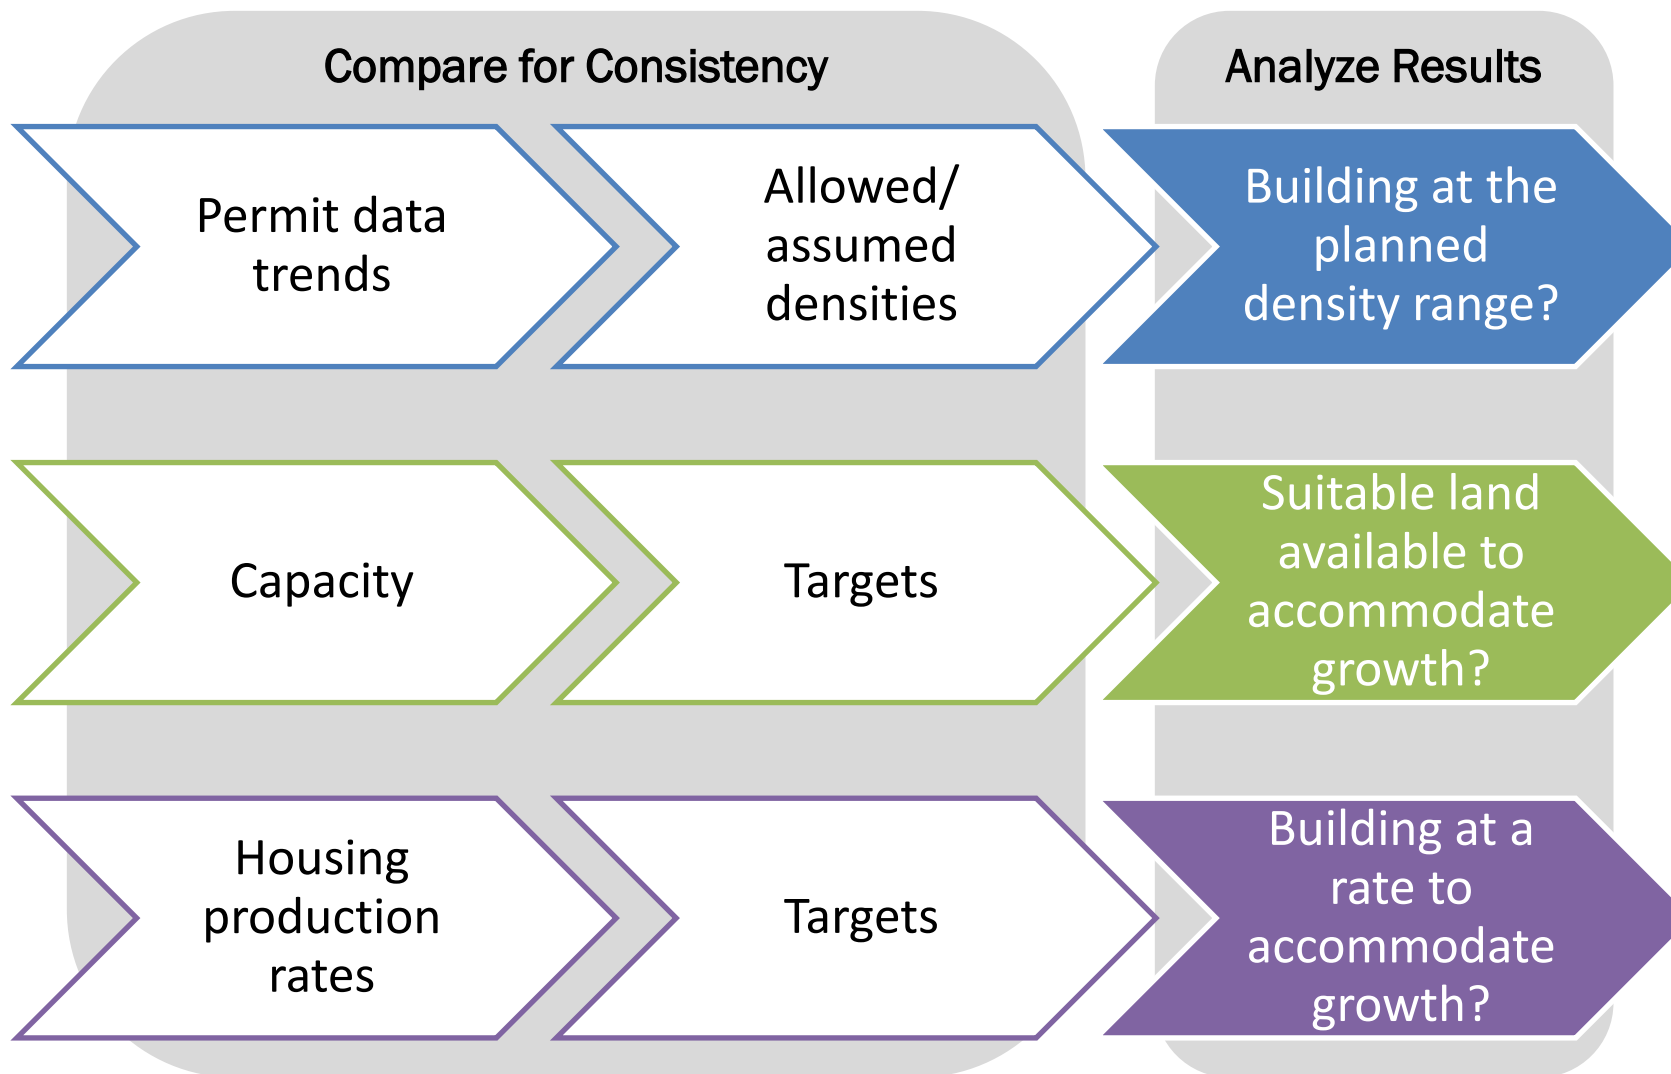 Compare for Consistency
Analyze Results
Permit data
trends
Allowed/
assumed
densities
Building at the
planned
density range?
Capacity
Targets
Suitable land
available to
accommodate
growth?
Housing
production
rates
Targets
Building at a
rate to
accommodate
growth?